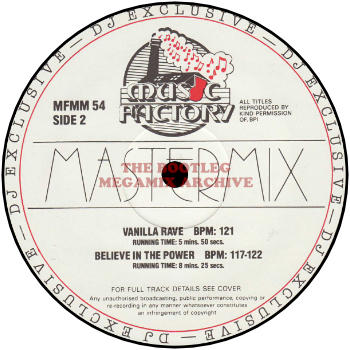 DJ EXCLUSIVE — DJ EXCLUSIVE — DJ EXCLUSIVE — DJ EXCLUSIVE — DJ EXCLUSIVE — DJ EXCLUSIVE —
MUSIC
FACTORY
MFMM 54
SIDE 2
ALL TITLES
REPRODUCED BY
KIND PERMISSION
OF BPI
MASTERMIX
THE BOOTLEG
MEGAMIX ARCHIVE
VANILLA RAVE BPM: 121
RUNNING TIME: 5 mins. 50 secs.
BELIEVE IN THE POWER BPM: 117-122
RUNNING TIME: 8 mins. 25 secs.
FOR FULL TRACK DETAILS SEE COVER
Any unauthorised broadcasting, public performance, copying or
re-recording in any manner whatsoever constitutes
an infringement of copyright